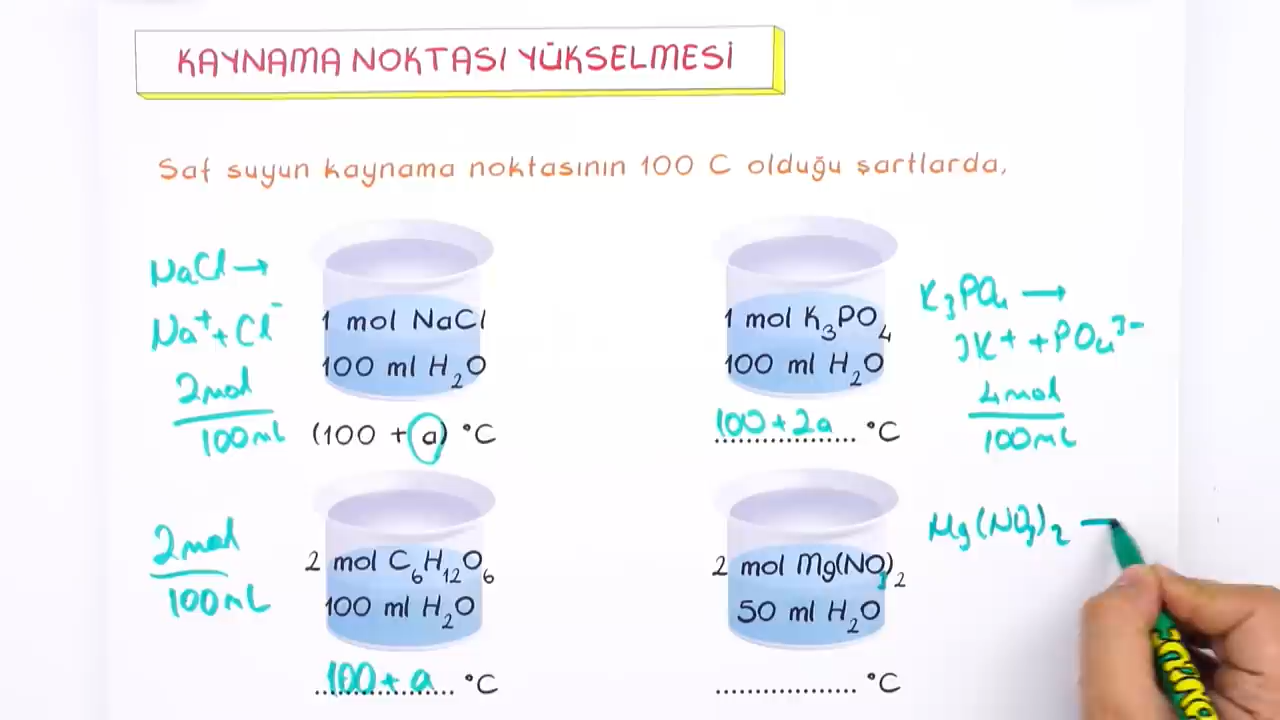 KAYNAMA NOKTASI YÜKSELMESİ
Saf suyun kaynama noktasının 100 C olduğu şartlarda,
NaCl →
Na⁺ + Cl⁻
2mol
100mL
1 mol NaCl
100 ml H₂O
(100 + a) °C
1 mol K₃PO₄
100 ml H₂O
100 + 2a °C
K₃PO₄ →
3K⁺ + PO₄³⁻
4mol
100mL
2mol
100mL
2 mol C₆H₁₂O₆
100 ml H₂O
100 + a °C
2 mol Mg(NO₃)₂
50 ml H₂O
.................. °C
Mg(NO₃)₂ —